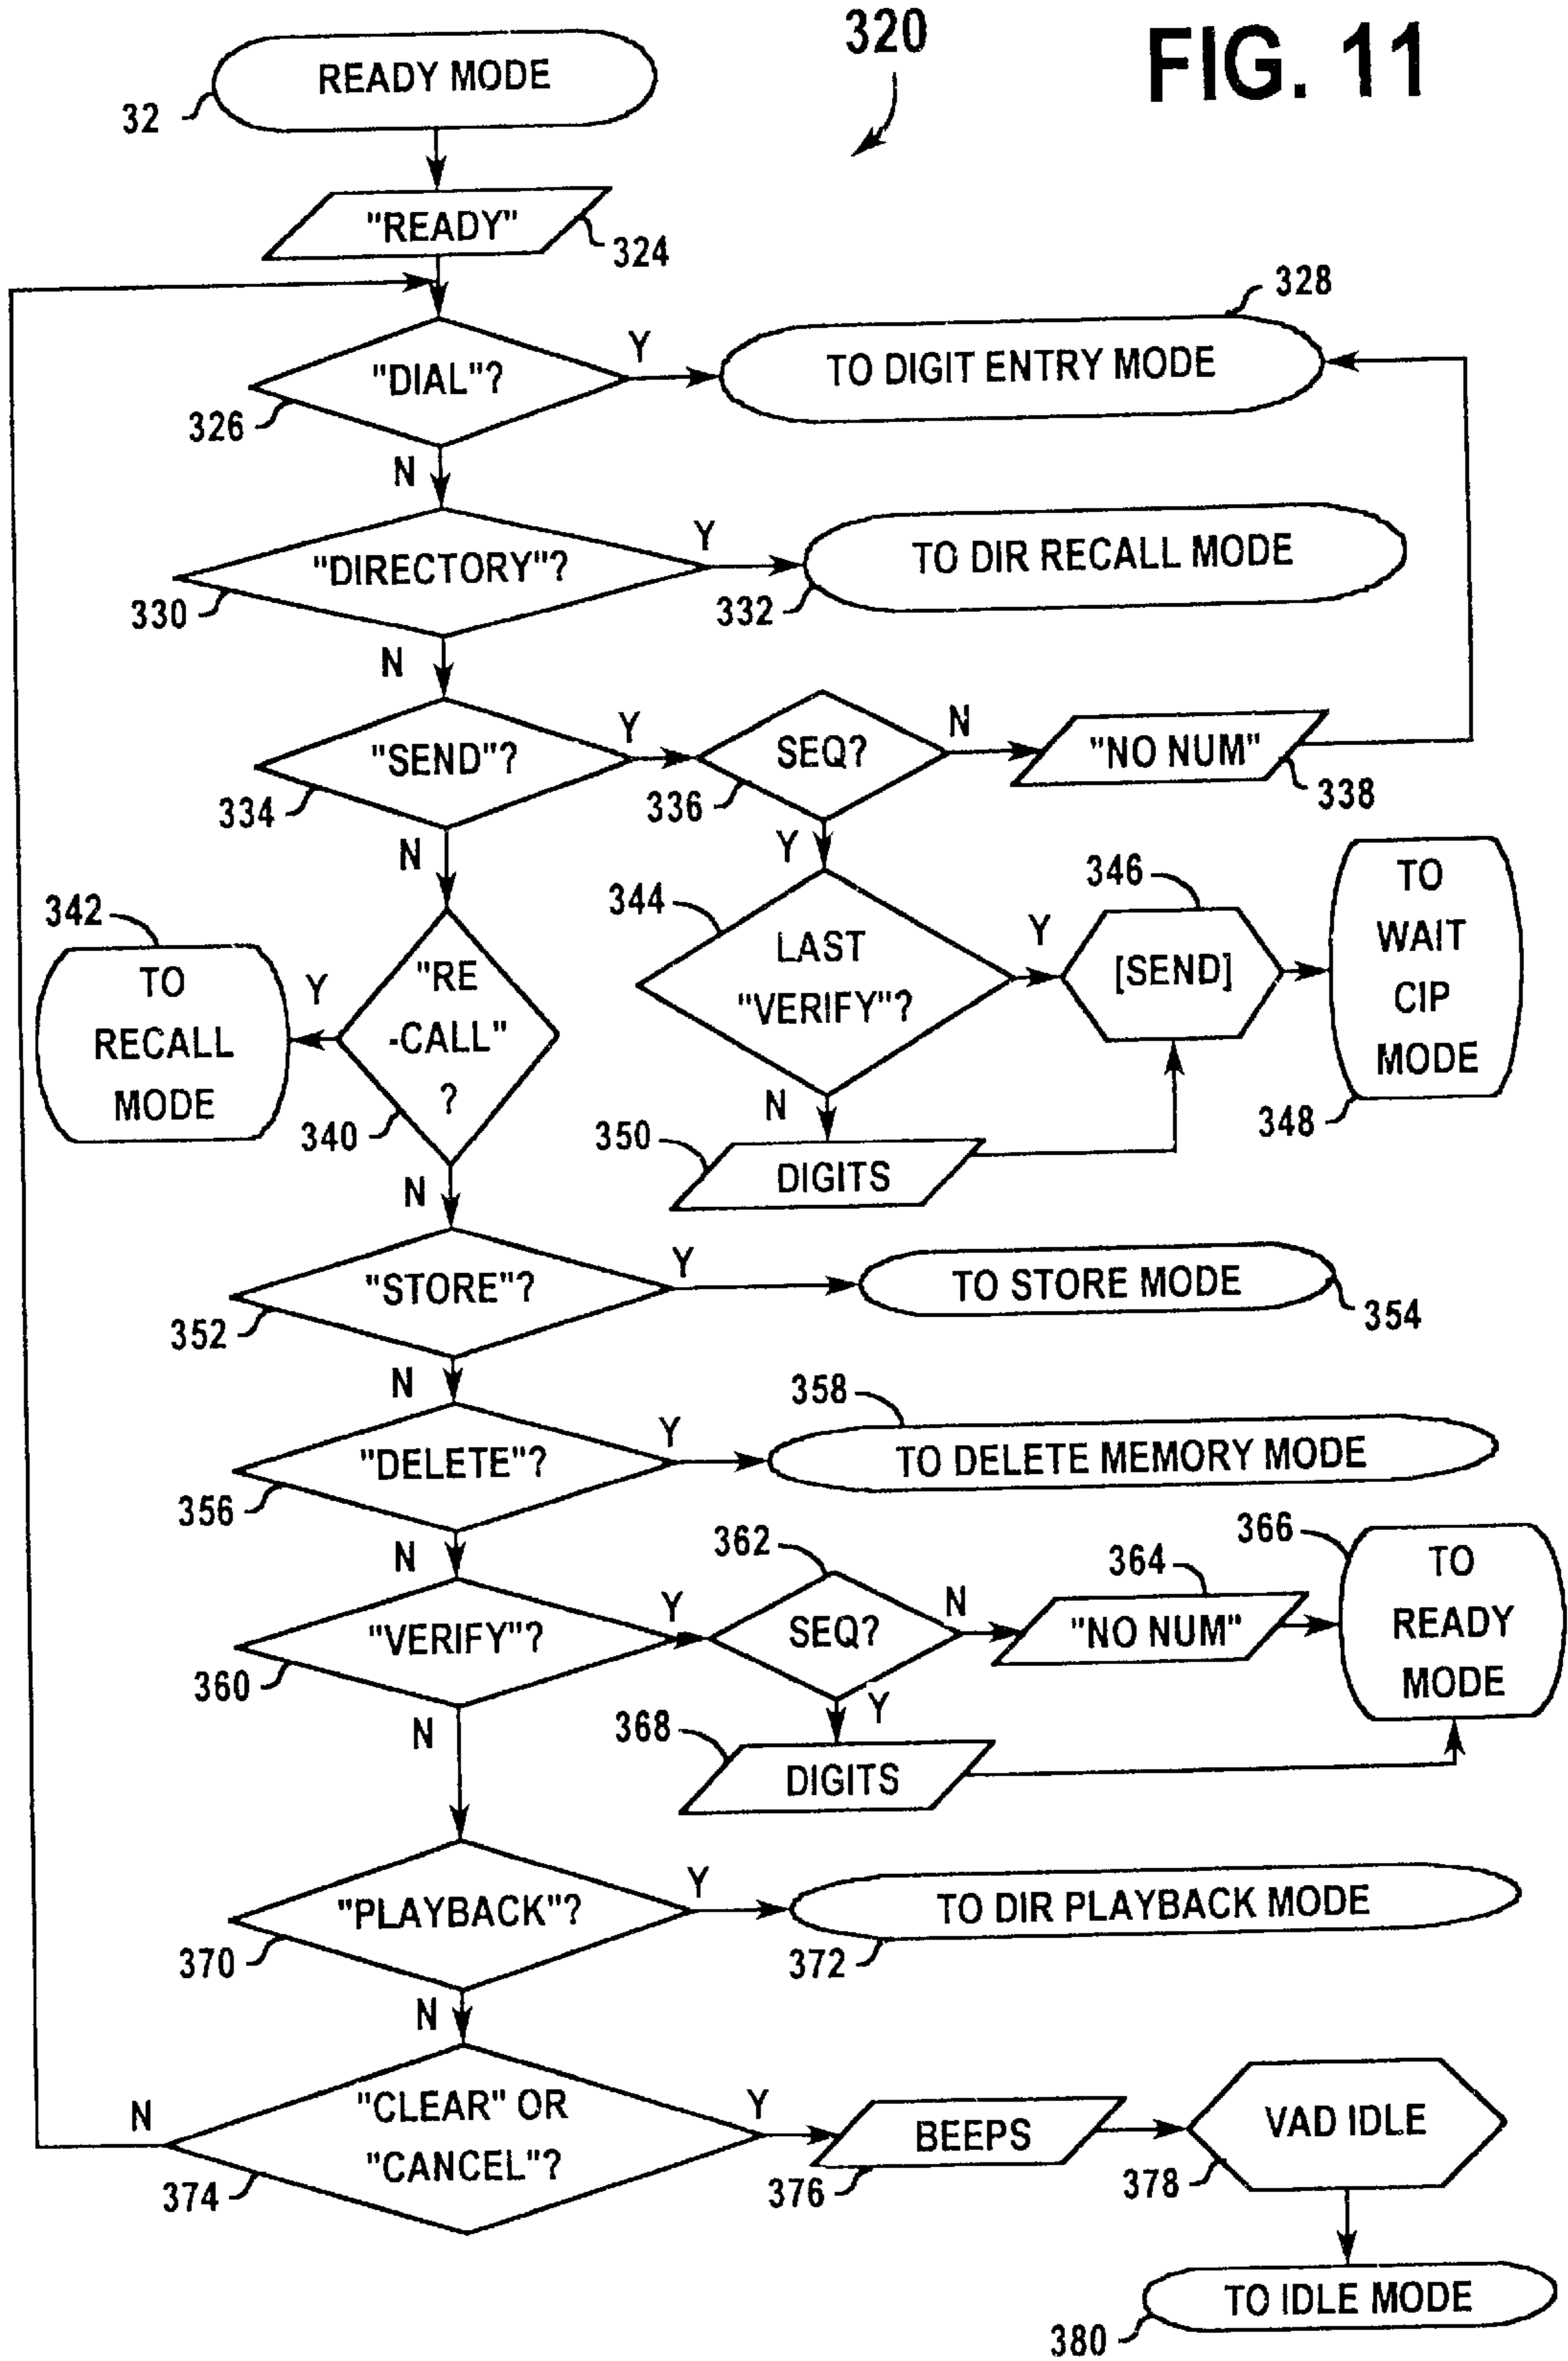 320
FIG. 11
READY MODE
32
"READY"
324
"DIAL"?
326
Y
TO DIGIT ENTRY MODE
328
N
"DIRECTORY"?
330
Y
TO DIR RECALL MODE
332
N
"SEND"?
334
Y
SEQ?
336
N
"NO NUM"
338
N
Y
342
TO
RECALL
MODE
Y
"RE
-CALL"
?
340
344
LAST
"VERIFY"?
Y
346
[SEND]
TO
WAIT
CIP
MODE
348
N
350
DIGITS
N
"STORE"?
352
Y
TO STORE MODE
354
N
"DELETE"?
356
Y
358
TO DELETE MEMORY MODE
N
"VERIFY"?
360
Y
362
SEQ?
N
364
"NO NUM"
366
TO
READY
MODE
Y
368
DIGITS
N
"PLAYBACK"?
370
Y
TO DIR PLAYBACK MODE
372
N
"CLEAR" OR
"CANCEL"?
374
N
Y
BEEPS
376
VAD IDLE
378
TO IDLE MODE
380